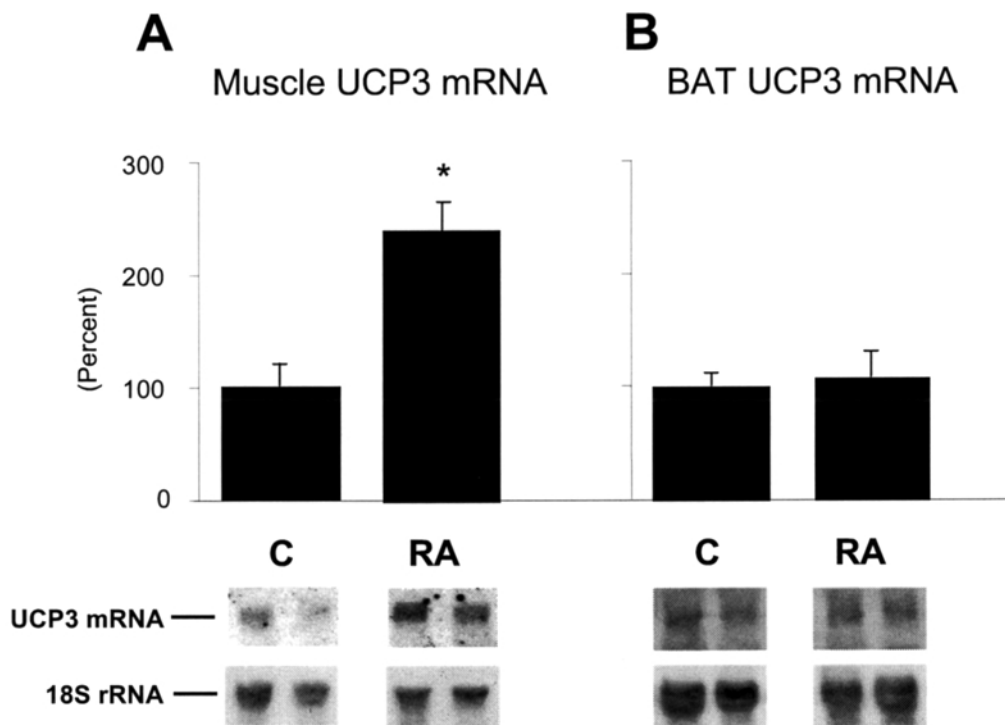 A
Muscle UCP3 mRNA
B
BAT UCP3 mRNA
300
*
200
(Percent)
100
0
C
RA
C
RA
UCP3 mRNA
18S rRNA